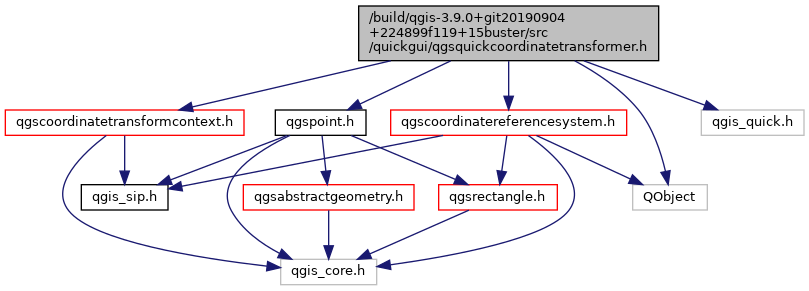 /build/qgis-3.9.0+git20190904
+224899f119+15buster/src
/quickgui/qgsquickcoordinatetransformer.h
qgscoordinatetransformcontext.h
qgspoint.h
qgscoordinatereferencesystem.h
qgis_quick.h
qgis_sip.h
qgsabstractgeometry.h
qgsrectangle.h
QObject
qgis_core.h